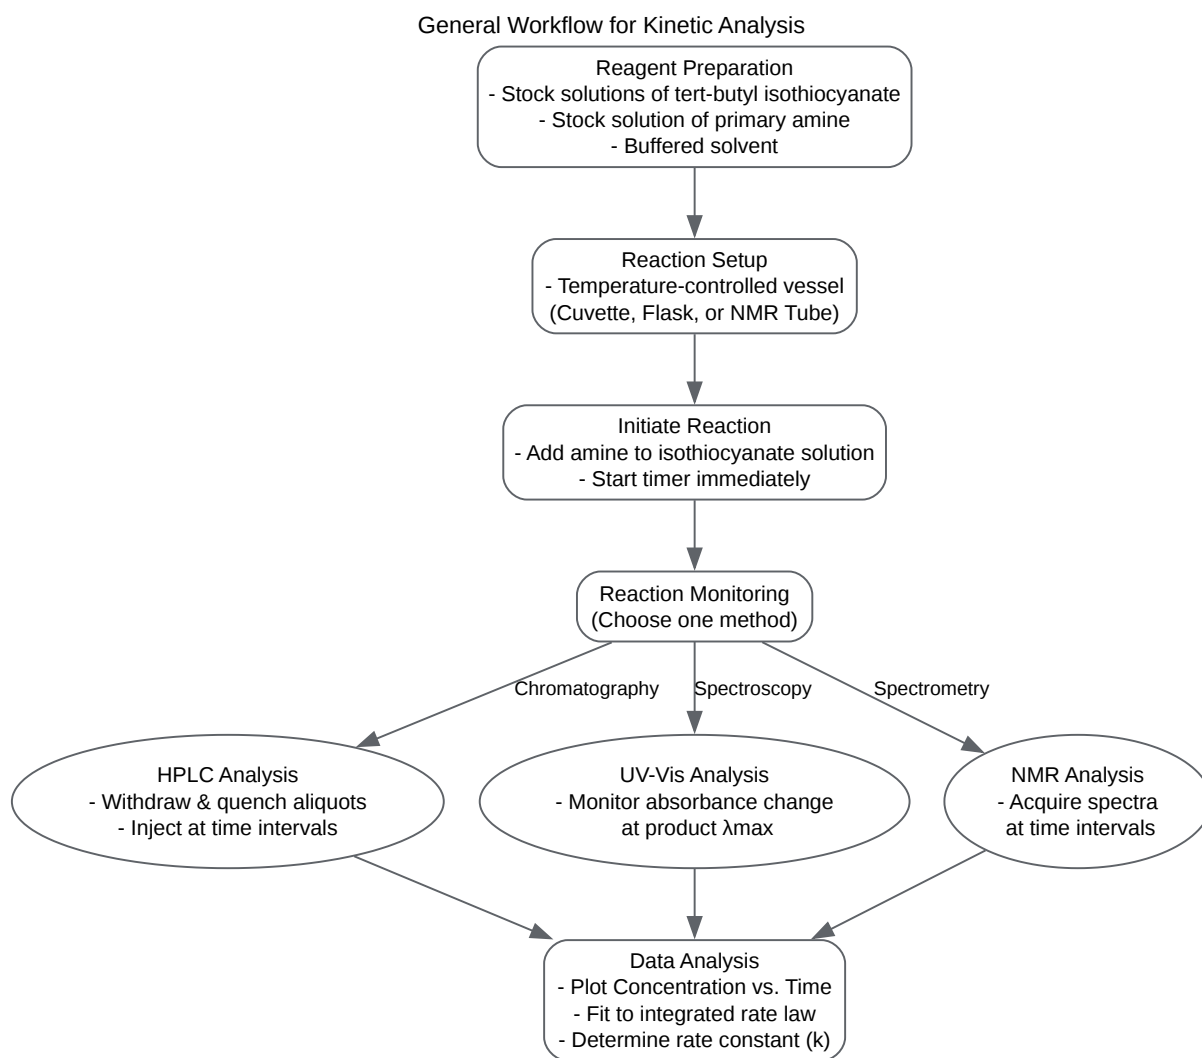 General Workflow for Kinetic Analysis
Reagent Preparation
- Stock solutions of tert-butyl isothiocyanate
- Stock solution of primary amine
- Buffered solvent
Reaction Setup
- Temperature-controlled vessel
(Cuvette, Flask, or NMR Tube)
Initiate Reaction
- Add amine to isothiocyanate solution
- Start timer immediately
Reaction Monitoring
(Choose one method)
Chromatography
Spectroscopy
Spectrometry
HPLC Analysis
- Withdraw & quench aliquots
- Inject at time intervals
UV-Vis Analysis
- Monitor absorbance change
at product λmax
NMR Analysis
- Acquire spectra
at time intervals
Data Analysis
- Plot Concentration vs. Time
- Fit to integrated rate law
- Determine rate constant (k)